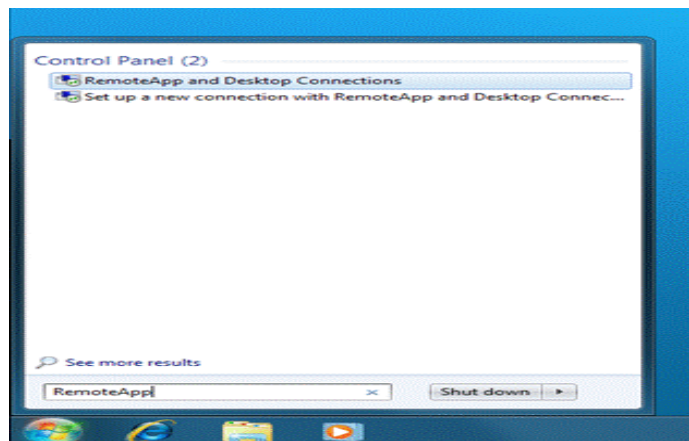 Control Panel (2)
RemoteApp and Desktop Connections
Set up a new connection with RemoteApp and Desktop Connec...
See more results
RemoteApp
Shut down